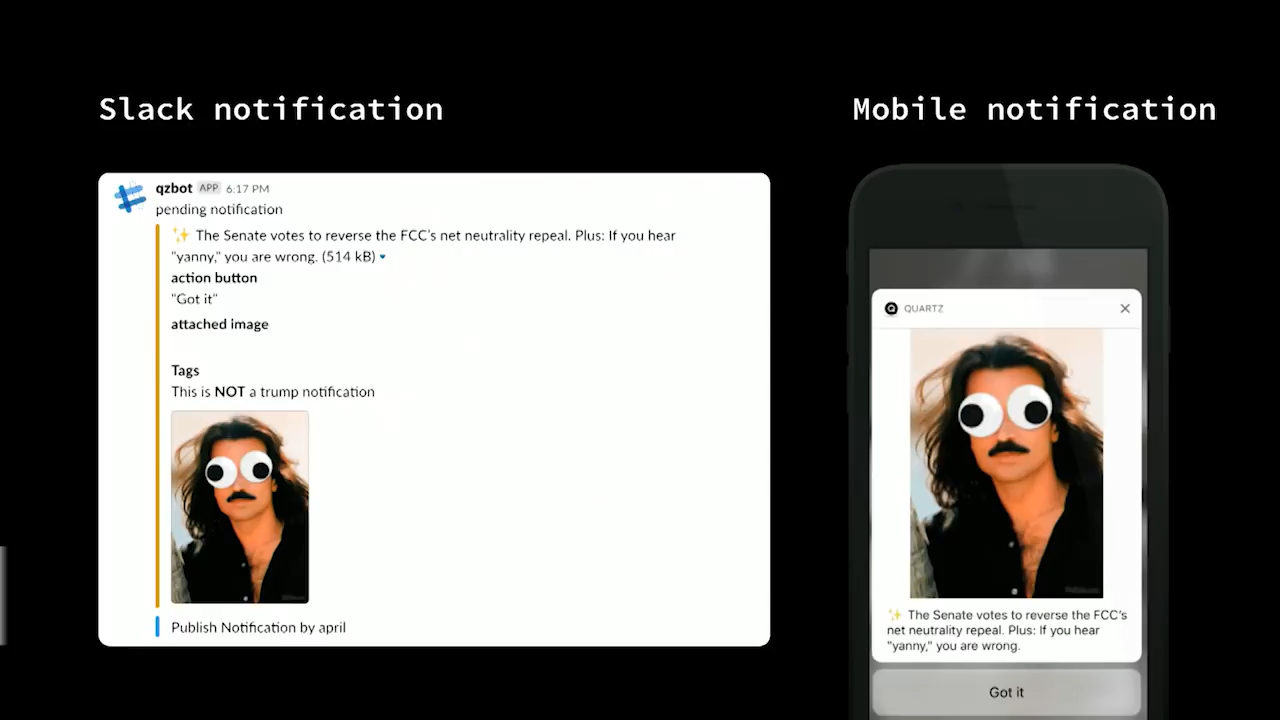 Slack notification
Mobile notification
qzbot APP 6:17 PM
pending notification
✨ The Senate votes to reverse the FCC's net neutrality repeal. Plus: If you hear
"yanny," you are wrong. (514 kB)
action button
"Got it"
attached image
Tags
This is NOT a trump notification
Publish Notification by april
QUARTZ
✨ The Senate votes to reverse the FCC's
net neutrality repeal. Plus: If you hear
"yanny," you are wrong.
Got it